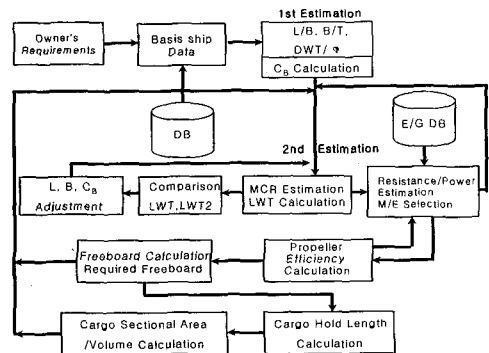 1st Estimation
Owner's
Requirements
Basis ship
Data
L/B. B/T,
DWT/
CB Calculation
DB
E/G DB
2nd Estimation
L, B, CB
Adjustment
Comparison
LWT, LWT2
MCR Estimation
LWT Calculation
Resistance/Power
Estimation
M/E Selection
Freeboard Calculation
Required Freeboard
Propeller
Efficiency
Calculation
Cargo Sectional Area
/Volume Calculation
Cargo Hold Length
Calculation